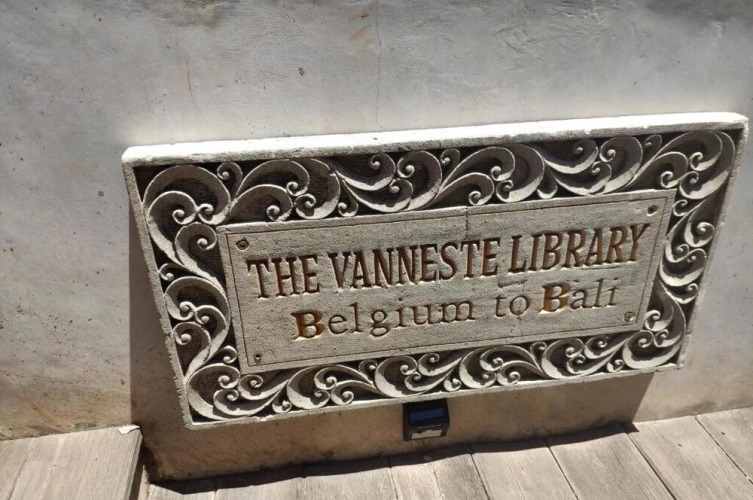 THE VANNESTE LIBRARY
Belgium to Bali